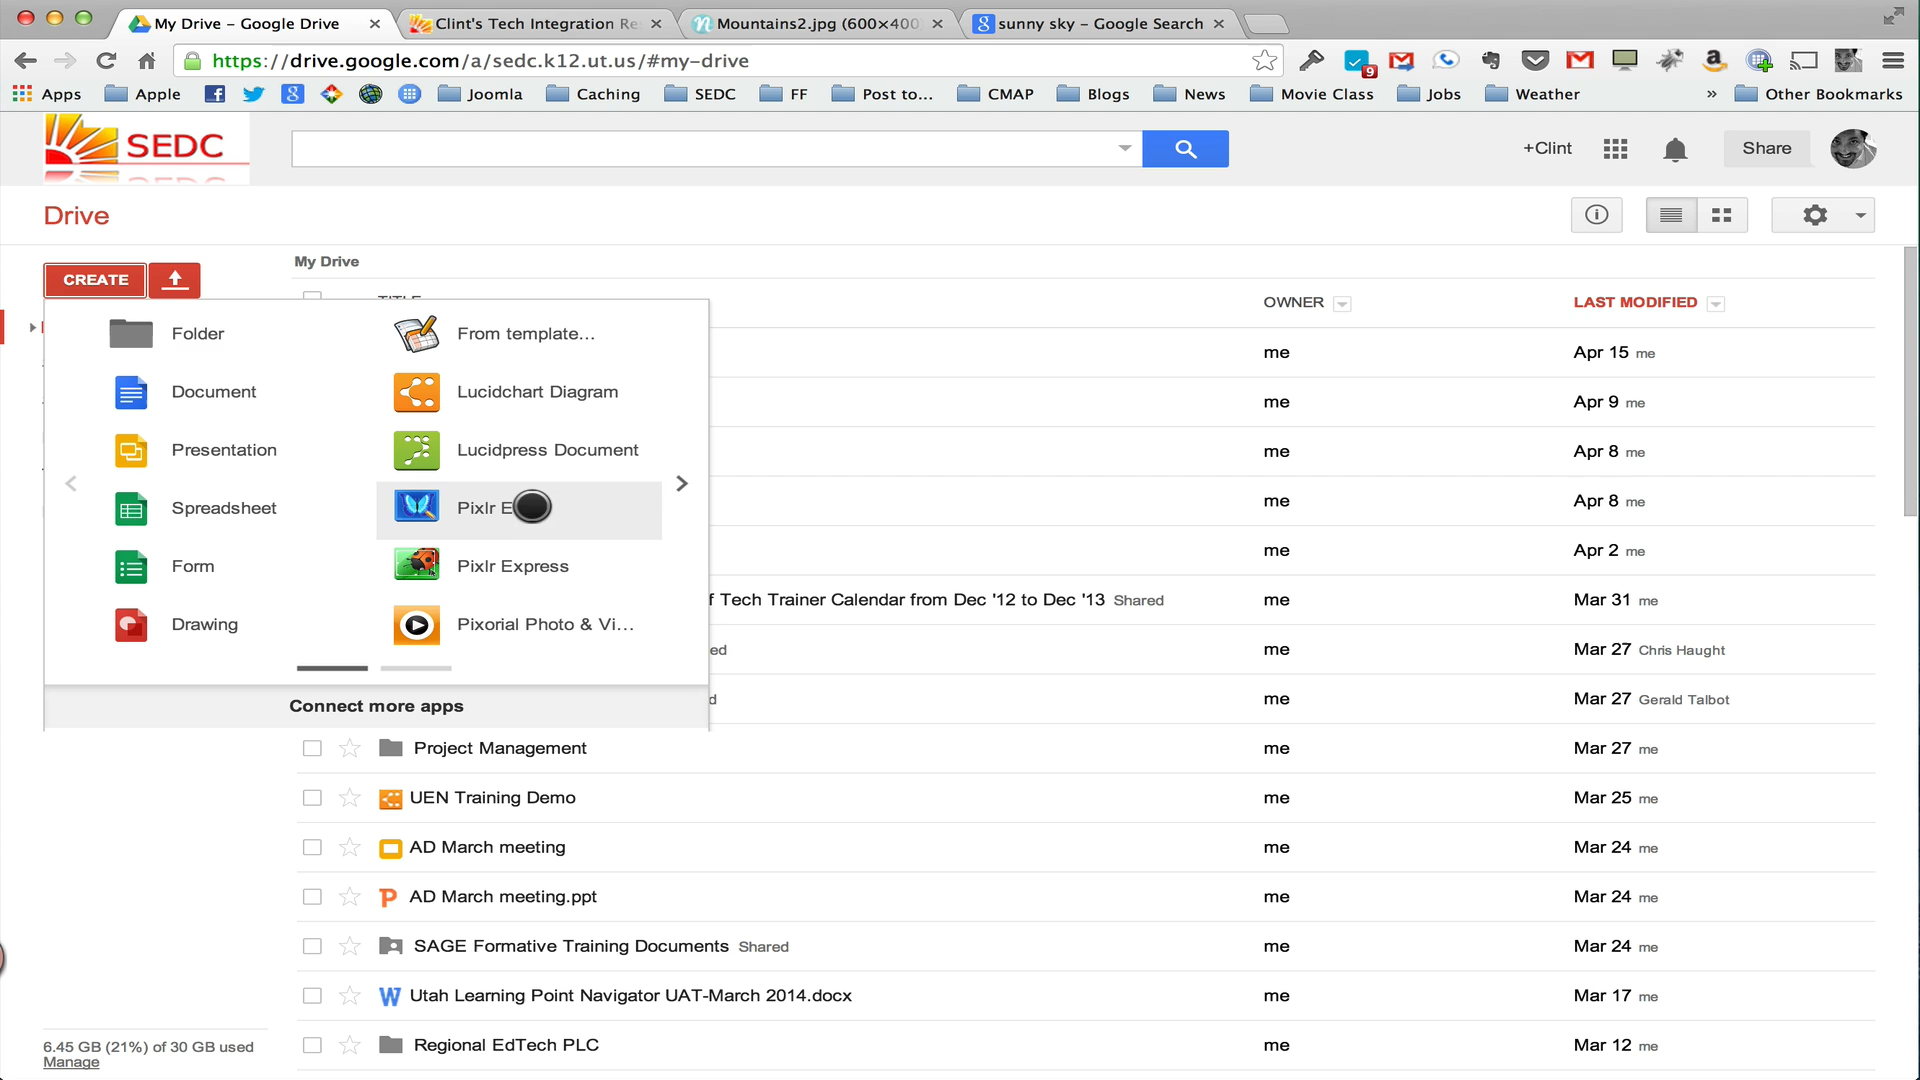 My Drive – Google Drive
Clint's Tech Integration Re
Mountains2.jpg (600×400
sunny sky – Google Search
https://drive.google.com/a/sedc.k12.ut.us/#my-drive
9
Apps
Apple
Joomla
Caching
SEDC
FF
Post to...
CMAP
Blogs
News
Movie Class
Jobs
Weather
»
Other Bookmarks
SEDC
+Clint
Share
Drive
CREATE
My Drive
TITLE
OWNER
LAST MODIFIED
Folder
From template...
Document
Lucidchart Diagram
Presentation
Lucidpress Document
Spreadsheet
Pixlr E
Form
Pixlr Express
Drawing
Pixorial Photo & Vi...
Connect more apps
me
Apr 15 me
me
Apr 9 me
me
Apr 8 me
me
Apr 8 me
me
Apr 2 me
f Tech Trainer Calendar from Dec '12 to Dec '13 Shared
me
Mar 31 me
ed
me
Mar 27 Chris Haught
d
me
Mar 27 Gerald Talbot
Project Management
me
Mar 27 me
UEN Training Demo
me
Mar 25 me
AD March meeting
me
Mar 24 me
AD March meeting.ppt
me
Mar 24 me
SAGE Formative Training Documents Shared
me
Mar 24 me
Utah Learning Point Navigator UAT-March 2014.docx
me
Mar 17 me
Regional EdTech PLC
me
Mar 12 me
6.45 GB (21%) of 30 GB used
Manage